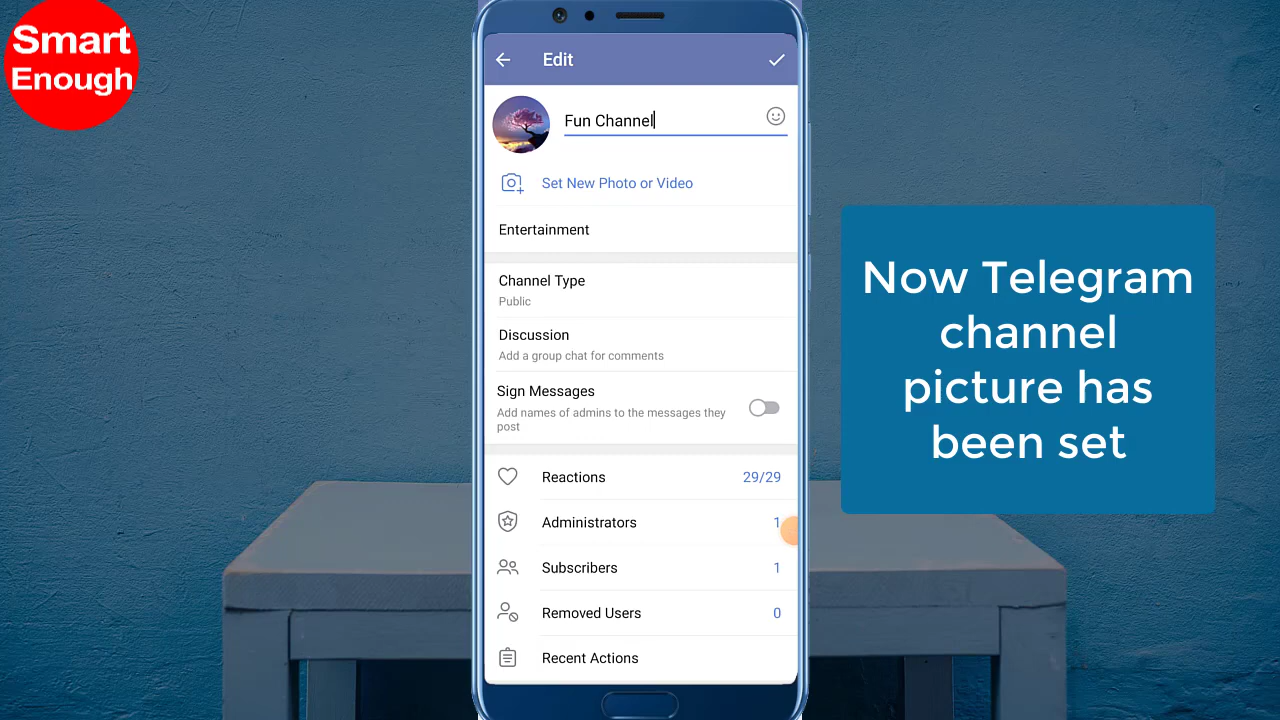 Smart
Enough
Edit
Fun Channel
Set New Photo or Video
Entertainment
Channel Type
Public
Discussion
Add a group chat for comments
Sign Messages
Add names of admins to the messages they
post
Reactions 29/29
Administrators 1
Subscribers 1
Removed Users 0
Recent Actions
Now Telegram
channel
picture has
been set